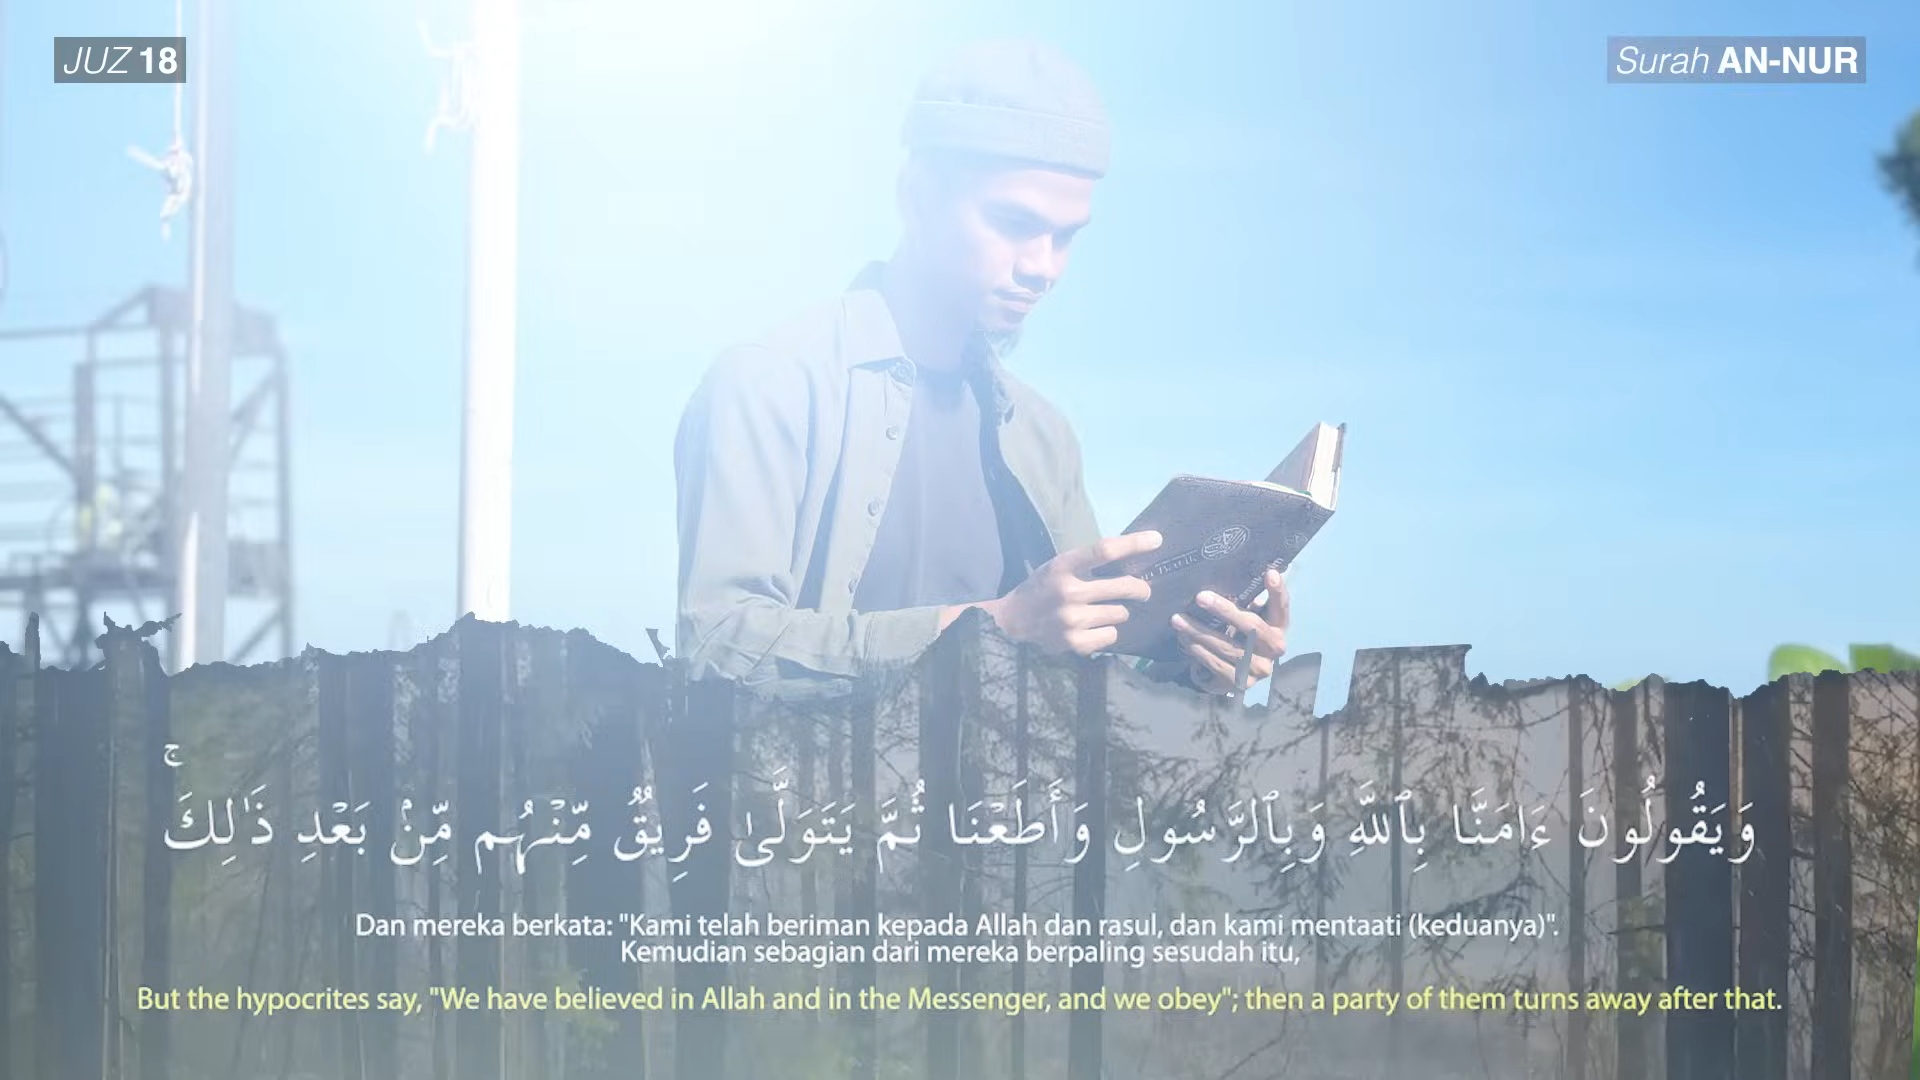 JUZ 18
Surah AN-NUR
وَيَقُولُونَ ءَامَنَّا بِٱللَّهِ وَبِٱلرَّسُولِ وَأَطَعْنَا ثُمَّ يَتَوَلَّىٰ فَرِيقٌ مِّنْهُم مِّنۢ بَعْدِ ذَٰلِكَ ۚ
Dan mereka berkata: "Kami telah beriman kepada Allah dan rasul, dan kami mentaati (keduanya)".
Kemudian sebagian dari mereka berpaling sesudah itu,
But the hypocrites say, "We have believed in Allah and in the Messenger, and we obey"; then a party of them turns away after that.